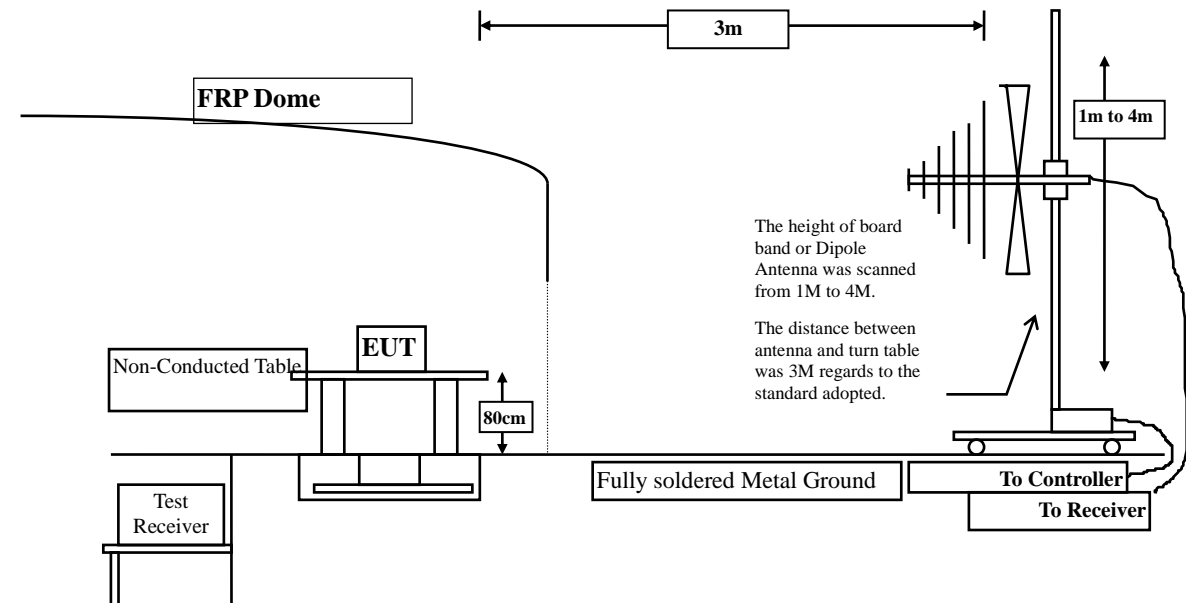 3m
FRP Dome
1m to 4m
The height of board
band or Dipole
Antenna was scanned
from 1M to 4M.
The distance between
antenna and turn table
was 3M regards to the
standard adopted.
EUT
Non-Conducted Table
80cm
Fully soldered Metal Ground
To Controller
To Receiver
Test
Receiver